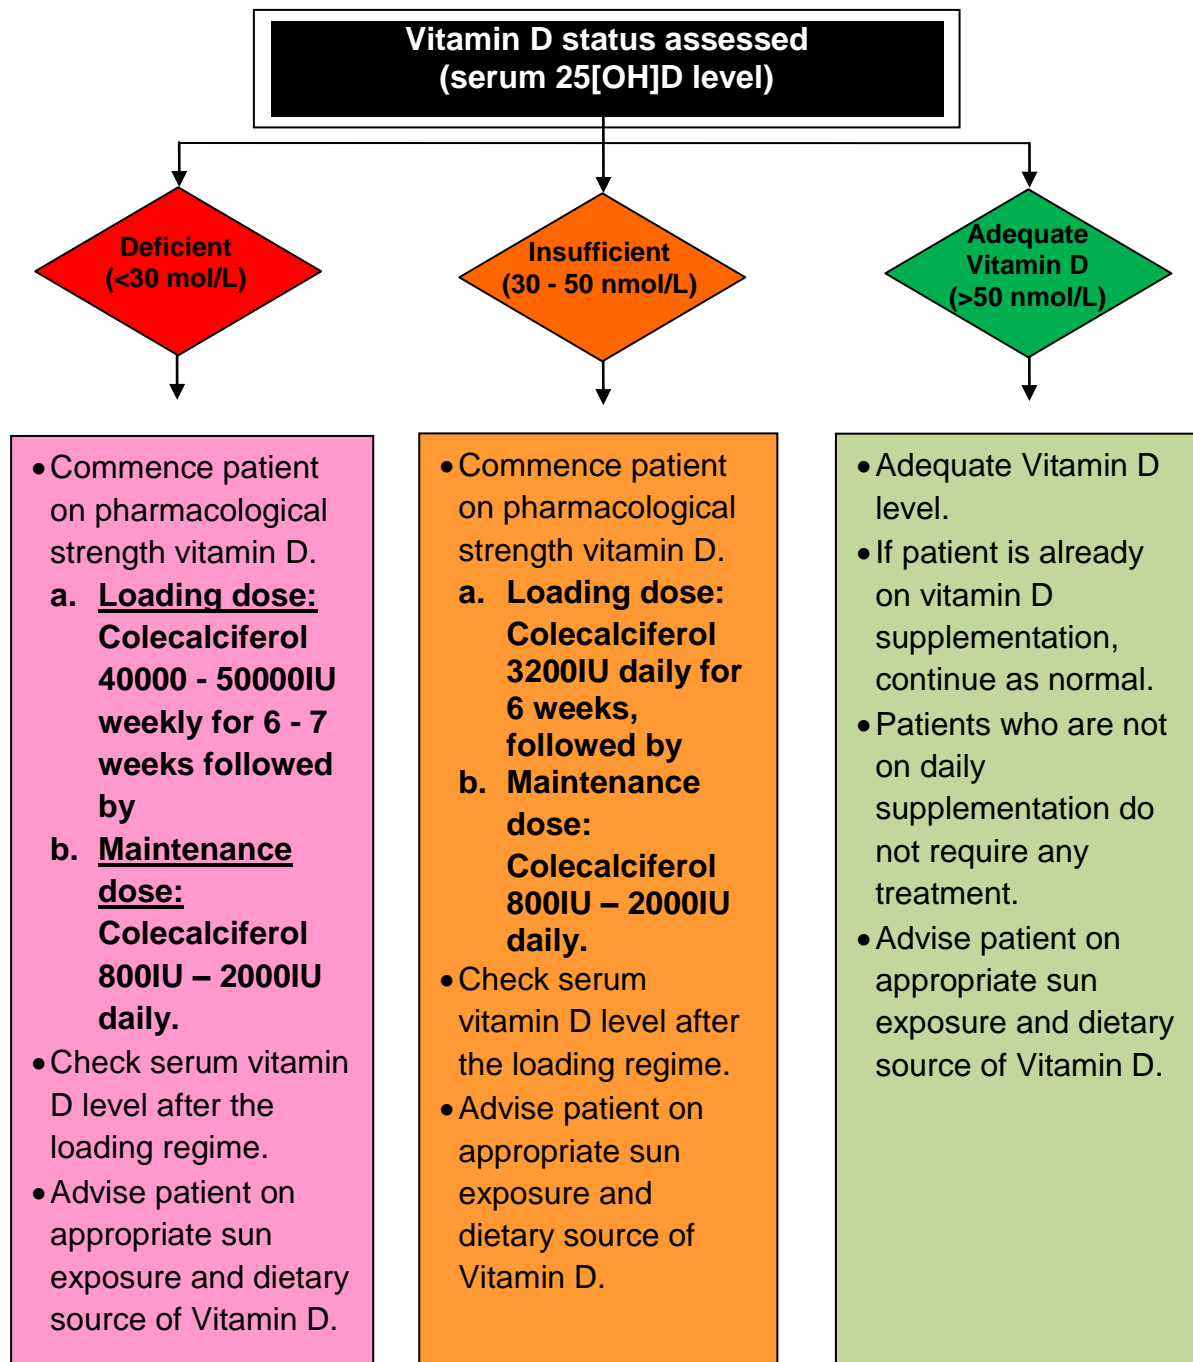 Vitamin D status assessed
(serum 25[OH]D level)
Deficient
(<30 mol/L)
Insufficient
(30 - 50 nmol/L)
Adequate
Vitamin D
(>50 nmol/L)
• Commence patient
on pharmacological
strength vitamin D.
a. Loading dose:
Colecalciferol
40000 - 50000IU
weekly for 6 - 7
weeks followed
by
b. Maintenance
dose:
Colecalciferol
800IU – 2000IU
daily.
• Check serum vitamin
D level after the
loading regime.
• Advise patient on
appropriate sun
exposure and dietary
source of Vitamin D.
• Commence patient
on pharmacological
strength vitamin D.
a. Loading dose:
Colecalciferol
3200IU daily for
6 weeks,
followed by
b. Maintenance
dose:
Colecalciferol
800IU – 2000IU
daily.
• Check serum
vitamin D level after
the loading regime.
• Advise patient on
appropriate sun
exposure and
dietary source of
Vitamin D.
• Adequate Vitamin D
level.
• If patient is already
on vitamin D
supplementation,
continue as normal.
• Patients who are not
on daily
supplementation do
not require any
treatment.
• Advise patient on
appropriate sun
exposure and dietary
source of Vitamin D.